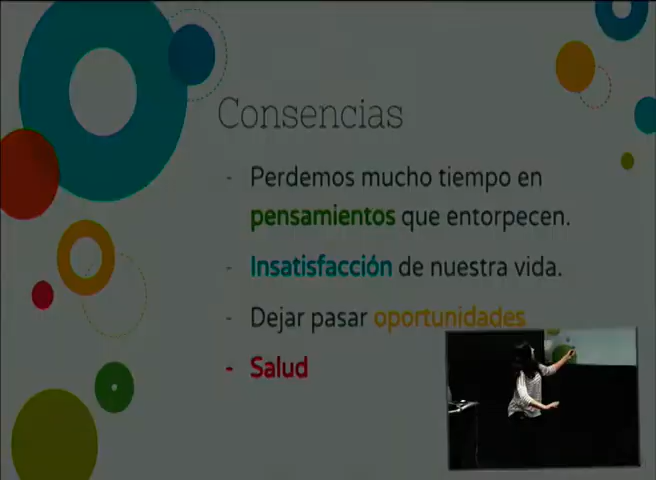 Consencias
- Perdemos mucho tiempo en
pensamientos que entorpecen.
- Insatisfacción de nuestra vida.
- Dejar pasar oportunidades
- Salud